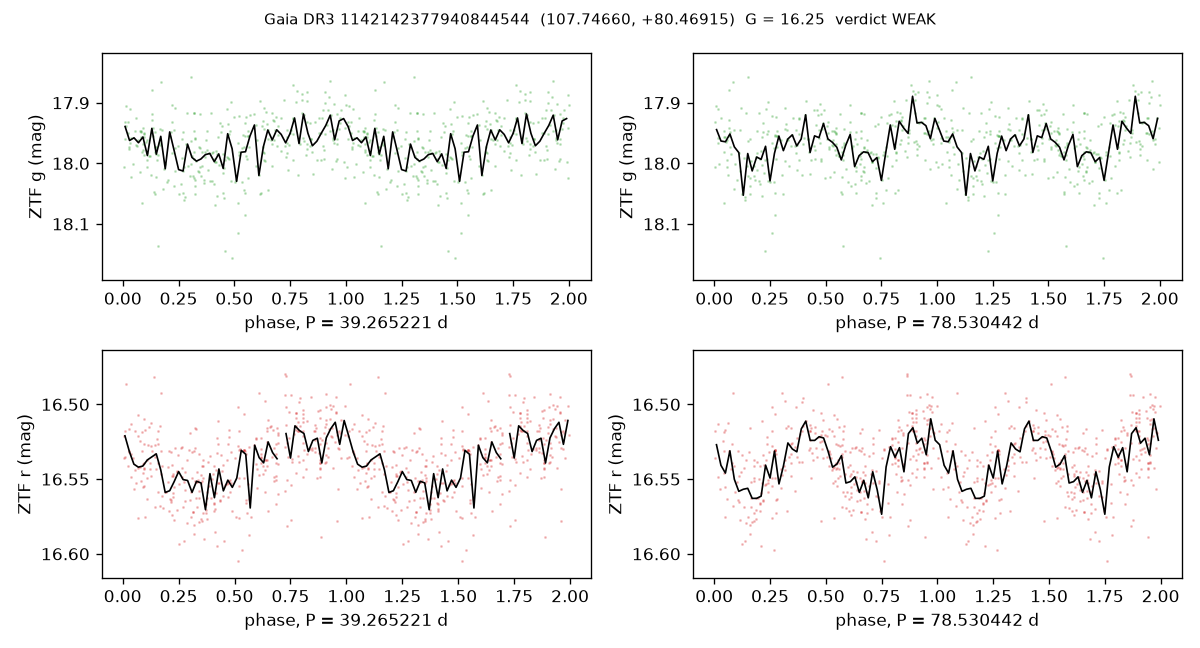 Gaia DR3 1142142377940844544 (107.74660, +80.46915) G = 16.25 verdict WEAK
ZTF g (mag)
17.9
18.0
18.1
0.00 0.25 0.50 0.75 1.00 1.25 1.50 1.75 2.00
phase, P = 39.265221 d
ZTF g (mag)
17.9
18.0
18.1
0.00 0.25 0.50 0.75 1.00 1.25 1.50 1.75 2.00
phase, P = 78.530442 d
ZTF r (mag)
16.50
16.55
16.60
0.00 0.25 0.50 0.75 1.00 1.25 1.50 1.75 2.00
phase, P = 39.265221 d
ZTF r (mag)
16.50
16.55
16.60
0.00 0.25 0.50 0.75 1.00 1.25 1.50 1.75 2.00
phase, P = 78.530442 d